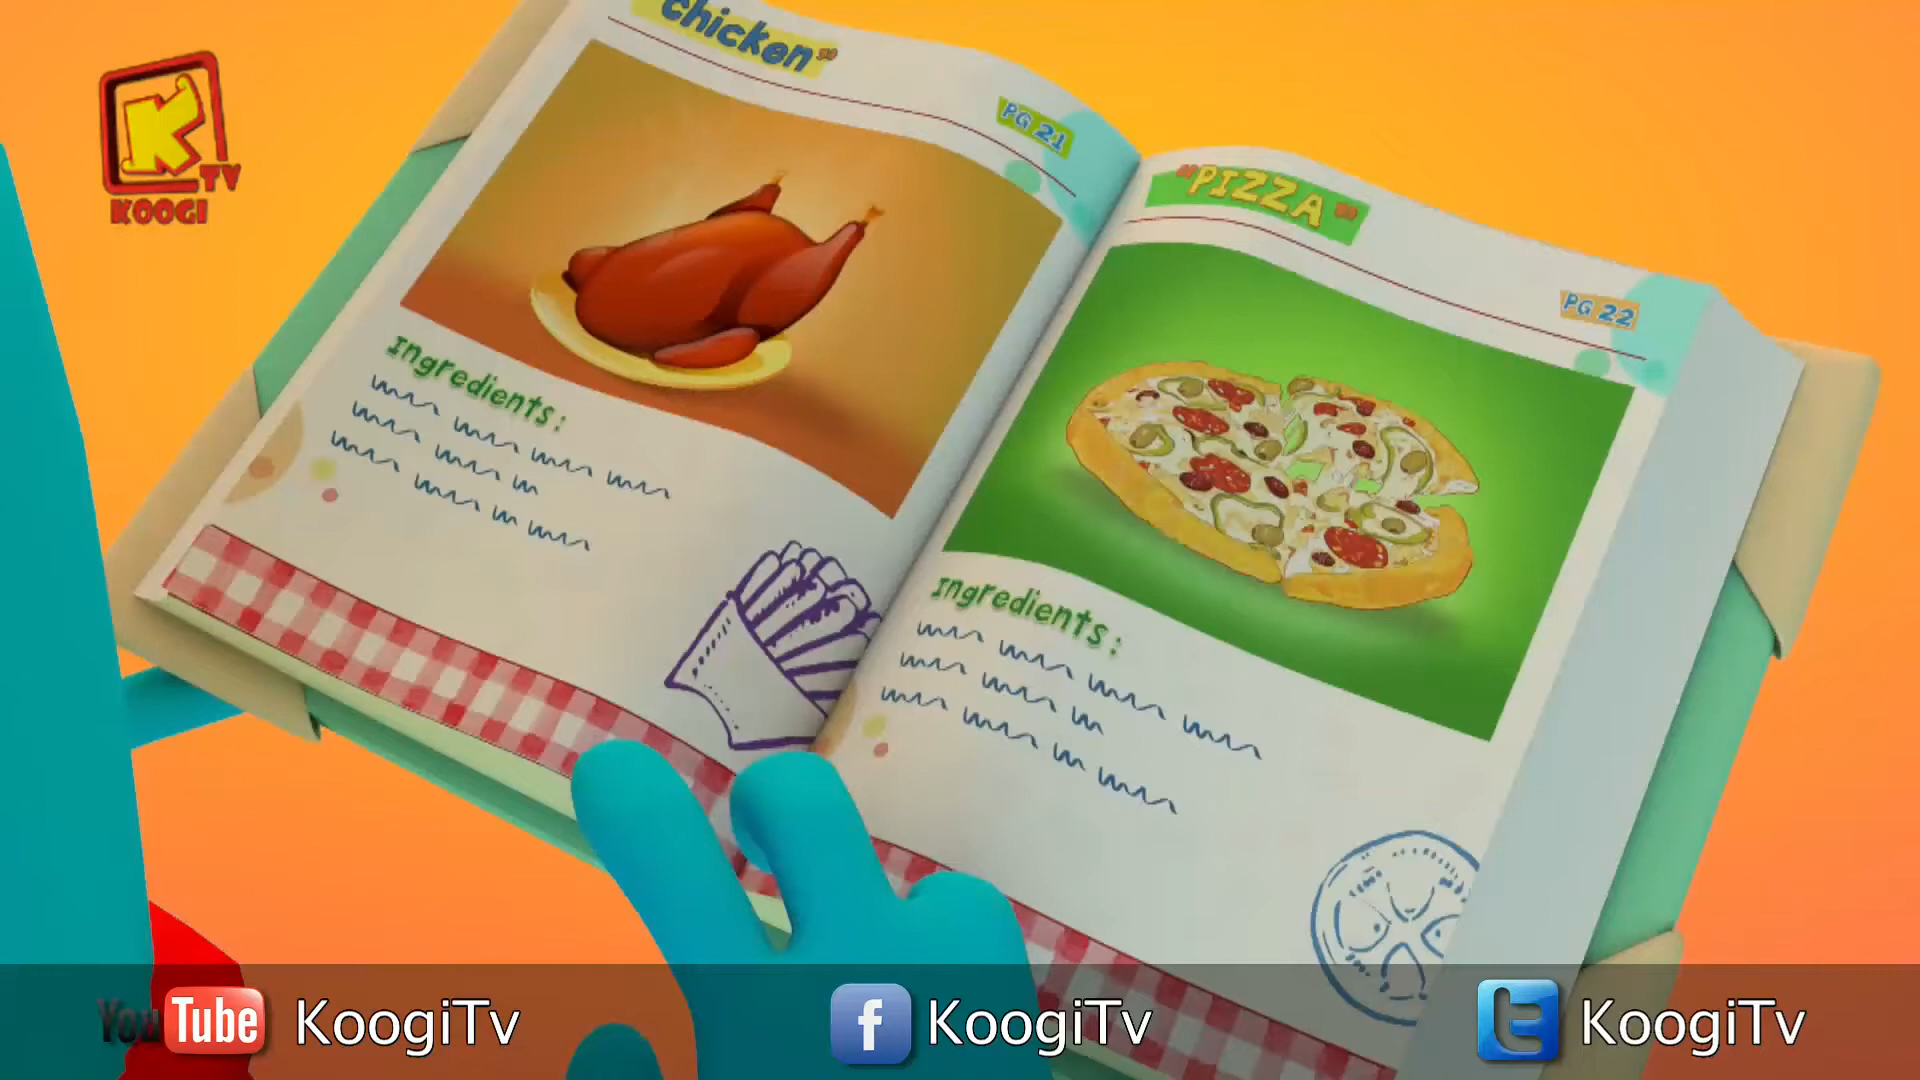 K
TV
KOOGI
Chicken"
PG 21
Ingredients:
"PIZZA"
PG 22
Ingredients:
YouTube KoogiTv
f KoogiTv
t KoogiTv